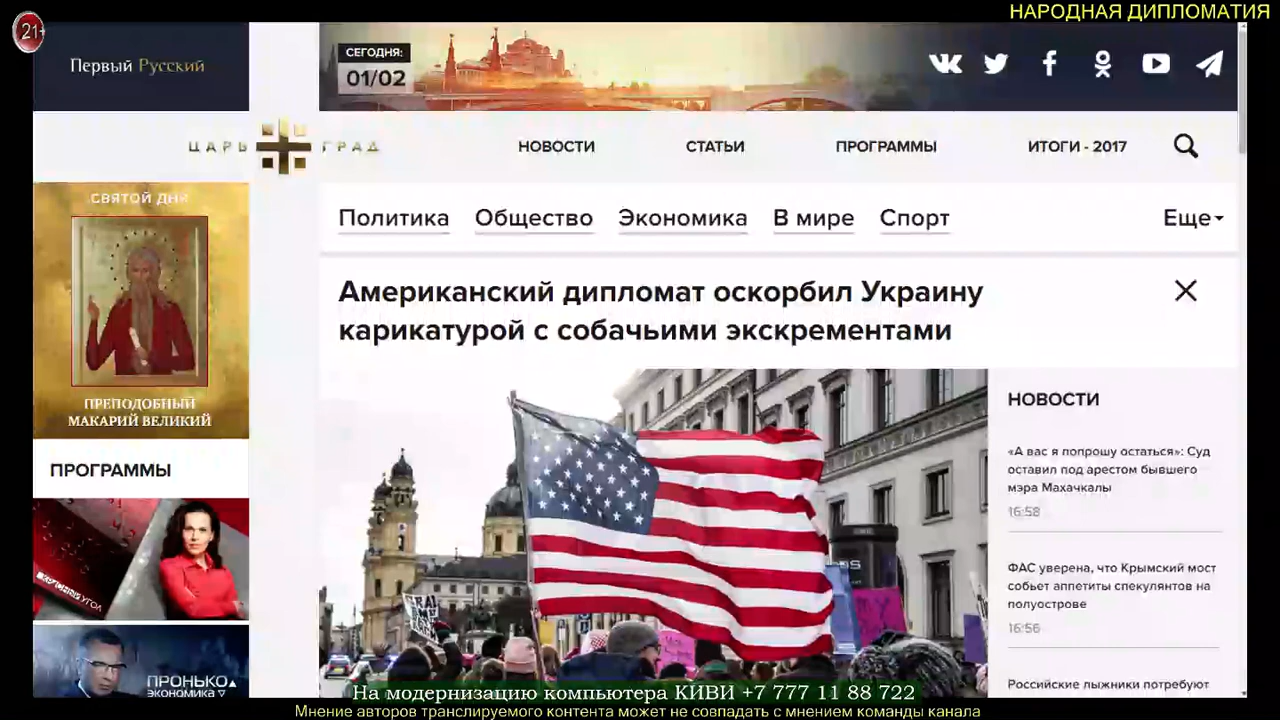 НАРОДНАЯ ДИПЛОМАТИЯ
21+
Первый Русский
СЕГОДНЯ:
01/02
ЦАРЬ ГРАД
НОВОСТИ
СТАТЬИ
ПРОГРАММЫ
ИТОГИ - 2017
СВЯТОЙ ДНЯ
ПРЕПОДОБНЫЙ
МАКАРИЙ ВЕЛИКИЙ
ПРОГРАММЫ
УГОЛ
ПРОНЬКО
ЭКОНОМИКА
Политика
Общество
Экономика
В мире
Спорт
Еще
Американский дипломат оскорбил Украину
карикатурой с собачьими экскрементами
НОВОСТИ
«А вас я попрошу остаться»: Суд
оставил под арестом бывшего
мэра Махачкалы
16:58
ФАС уверена, что Крымский мост
собьет аппетиты спекулянтов на
полуострове
16:56
Российские лыжники потребуют
На модернизацию компьютера КИВИ +7 777 11 88 722
Мнение авторов транслируемого контента может не совпадать с мнением команды канала